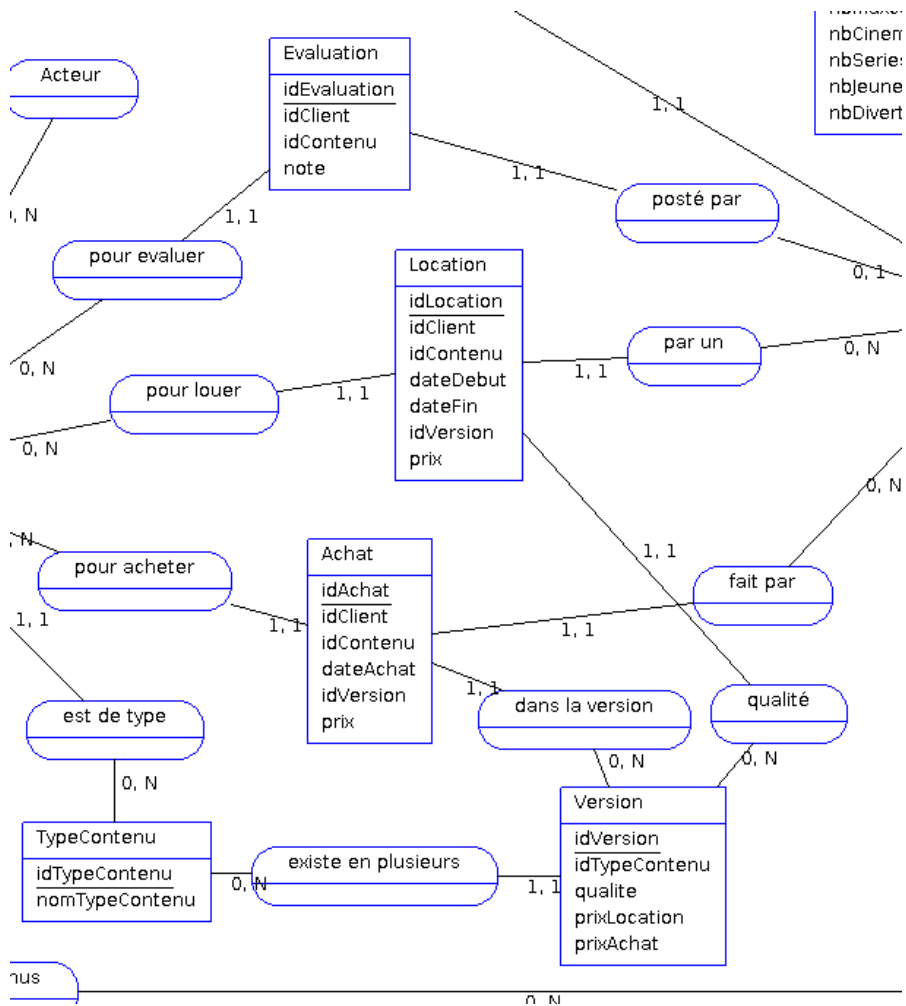 nbCinem
nbSeries
nbJeune
nbDivert
Evaluation
idEvaluation
idClient
idContenu
note
Acteur
1, 1
0, N
1, 1
1, 1
posté par
pour evaluer
0, 1
Location
idLocation
idClient
idContenu
dateDebut
dateFin
idVersion
prix
par un
0, N
1, 1
0, N
pour louer
1, 1
0, N
0, N
N
pour acheter
1, 1
1, 1
Achat
idAchat
idClient
idContenu
dateAchat
idVersion
prix
1, 1
fait par
1, 1
1, 1
est de type
dans la version
qualité
0, N
0, N
0, N
TypeContenu
idTypeContenu
nomTypeContenu
0, N
existe en plusieurs
1, 1
Version
idVersion
idTypeContenu
qualite
prixLocation
prixAchat
nus
0, N